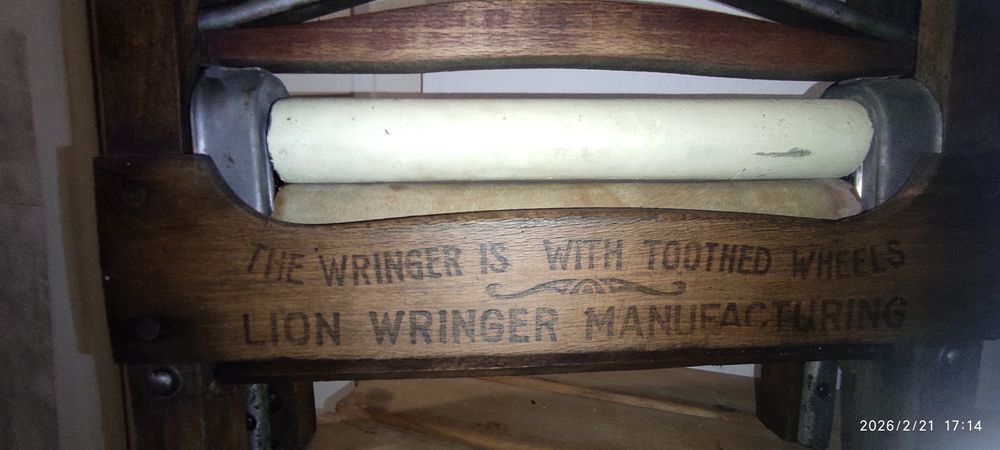 THE WRINGER IS WITH TOOTHED WHEELS
LION WRINGER MANUFACTURING
2026/2/21 17:14